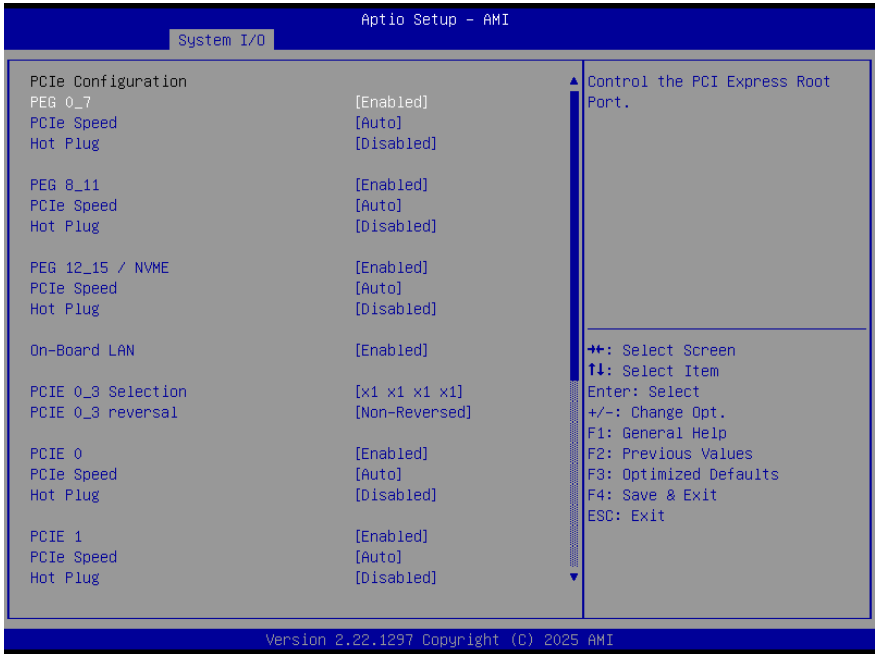 Aptio Setup – AMI
System I/O
PCIe Configuration
PEG 0_7 [Enabled]
PCIe Speed [Auto]
Hot Plug [Disabled]
PEG 8_11 [Enabled]
PCIe Speed [Auto]
Hot Plug [Disabled]
PEG 12_15 / NVME [Enabled]
PCIe Speed [Auto]
Hot Plug [Disabled]
On-Board LAN [Enabled]
PCIE 0_3 Selection [x1 x1 x1 x1]
PCIE 0_3 reversal [Non-Reversed]
PCIE 0 [Enabled]
PCIe Speed [Auto]
Hot Plug [Disabled]
PCIE 1 [Enabled]
PCIe Speed [Auto]
Hot Plug [Disabled]
Control the PCI Express Root
Port.
→←: Select Screen
↑↓: Select Item
Enter: Select
+/-: Change Opt.
F1: General Help
F2: Previous Values
F3: Optimized Defaults
F4: Save & Exit
ESC: Exit
Version 2.22.1297 Copyright (C) 2025 AMI